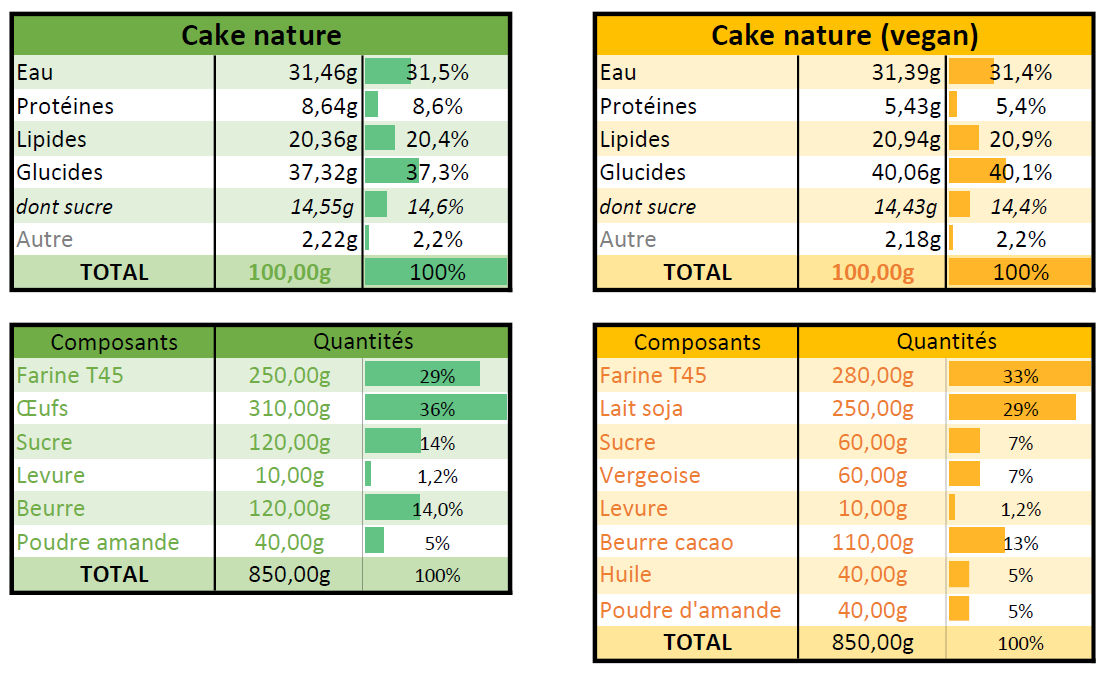 Cake nature
Eau 31,46g 31,5%
Protéines 8,64g 8,6%
Lipides 20,36g 20,4%
Glucides 37,32g 37,3%
dont sucre 14,55g 14,6%
Autre 2,22g 2,2%
TOTAL 100,00g 100%
Cake nature (vegan)
Eau 31,39g 31,4%
Protéines 5,43g 5,4%
Lipides 20,94g 20,9%
Glucides 40,06g 40,1%
dont sucre 14,43g 14,4%
Autre 2,18g 2,2%
TOTAL 100,00g 100%
Composants Quantités
Farine T45 250,00g 29%
Œufs 310,00g 36%
Sucre 120,00g 14%
Levure 10,00g 1,2%
Beurre 120,00g 14,0%
Poudre amande 40,00g 5%
TOTAL 850,00g 100%
Composants Quantités
Farine T45 280,00g 33%
Lait soja 250,00g 29%
Sucre 60,00g 7%
Vergeoise 60,00g 7%
Levure 10,00g 1,2%
Beurre cacao 110,00g 13%
Huile 40,00g 5%
Poudre d'amande 40,00g 5%
TOTAL 850,00g 100%